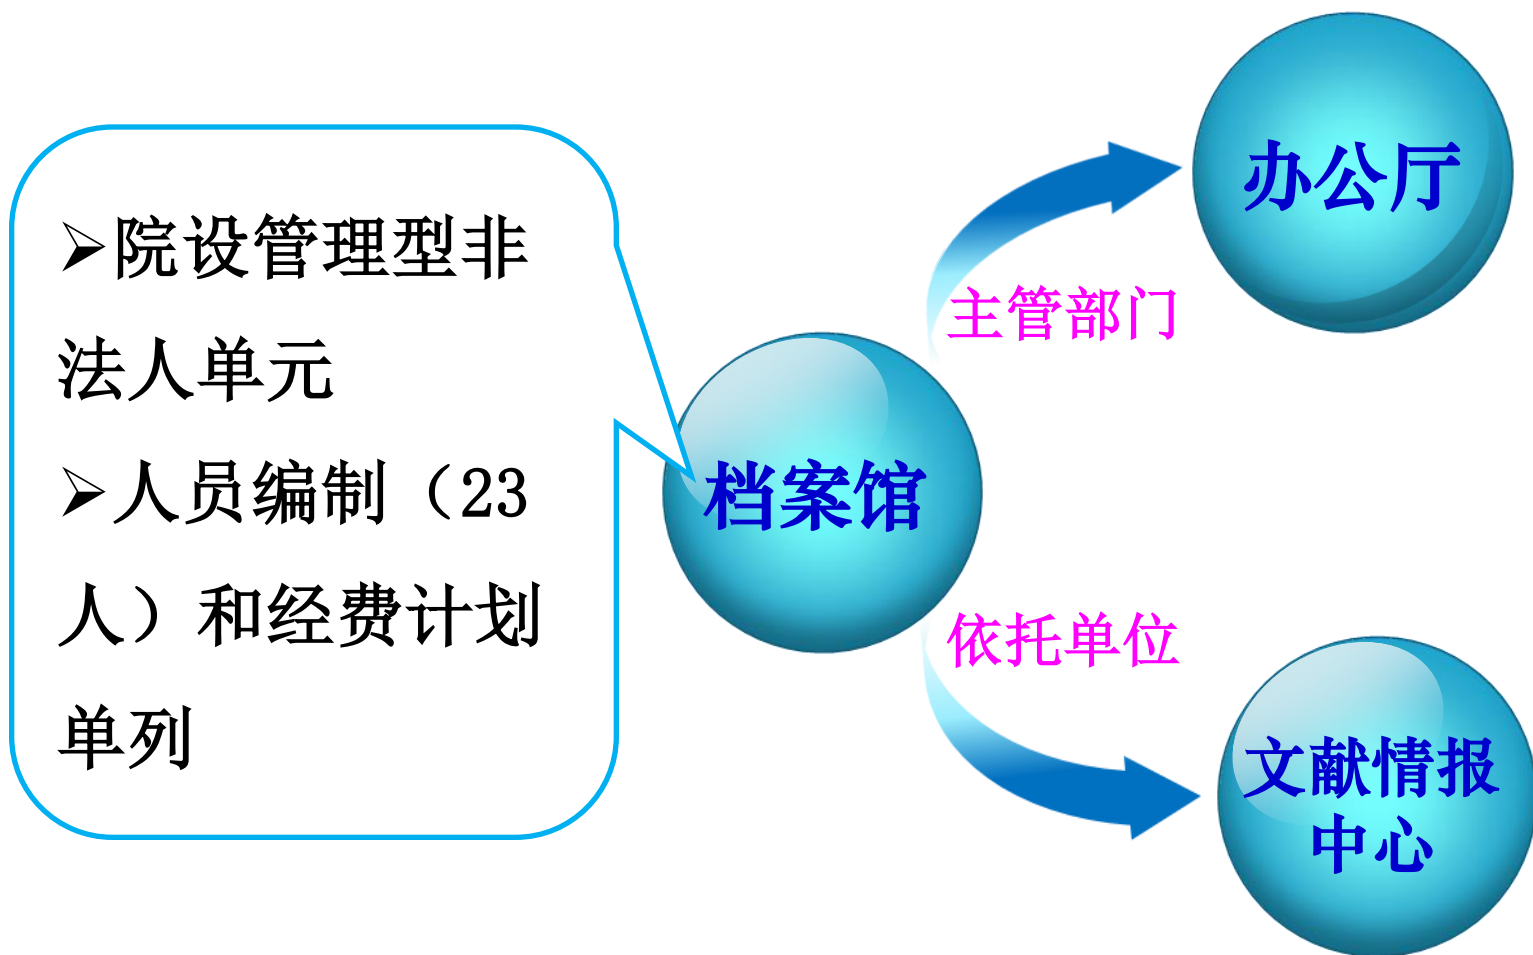 ➢院设管理型非
法人单元
➢人员编制（23
人）和经费计划
单列
办公厅
主管部门
档案馆
依托单位
文献情报
中心